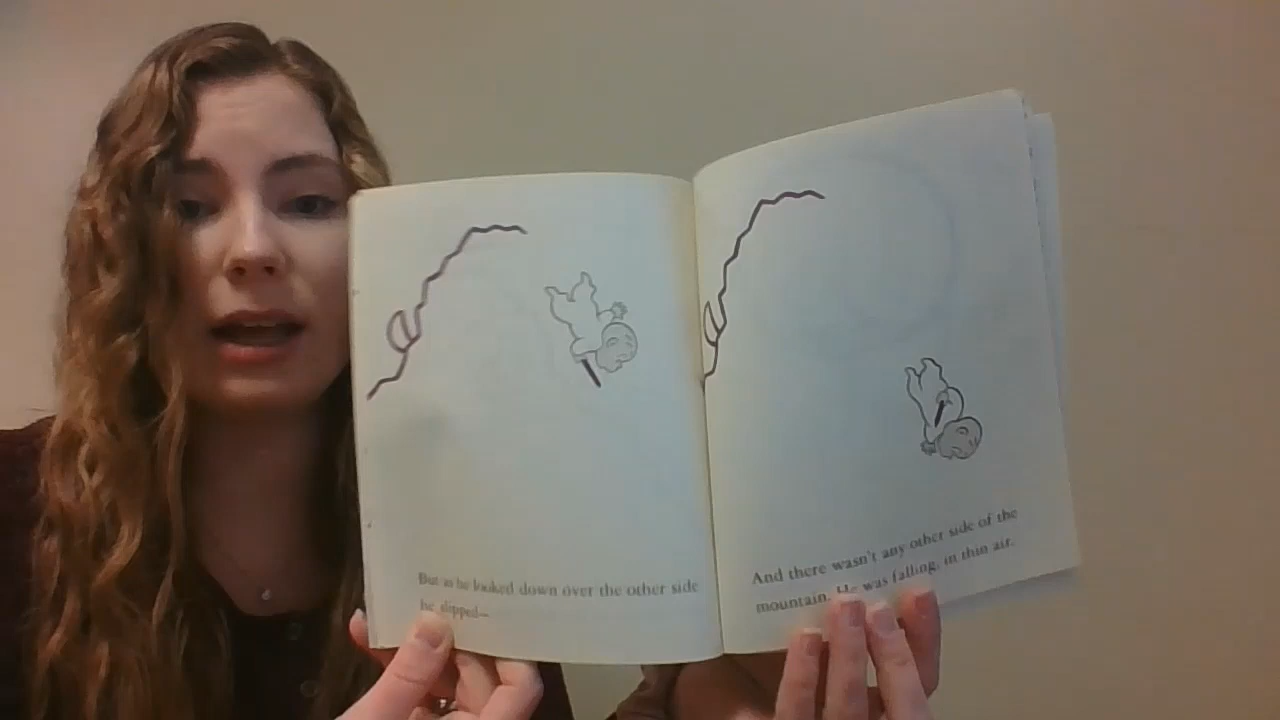 But as he looked down over the other side
he slipped—
And there wasn't any other side of the
mountain. He was falling, in thin air.